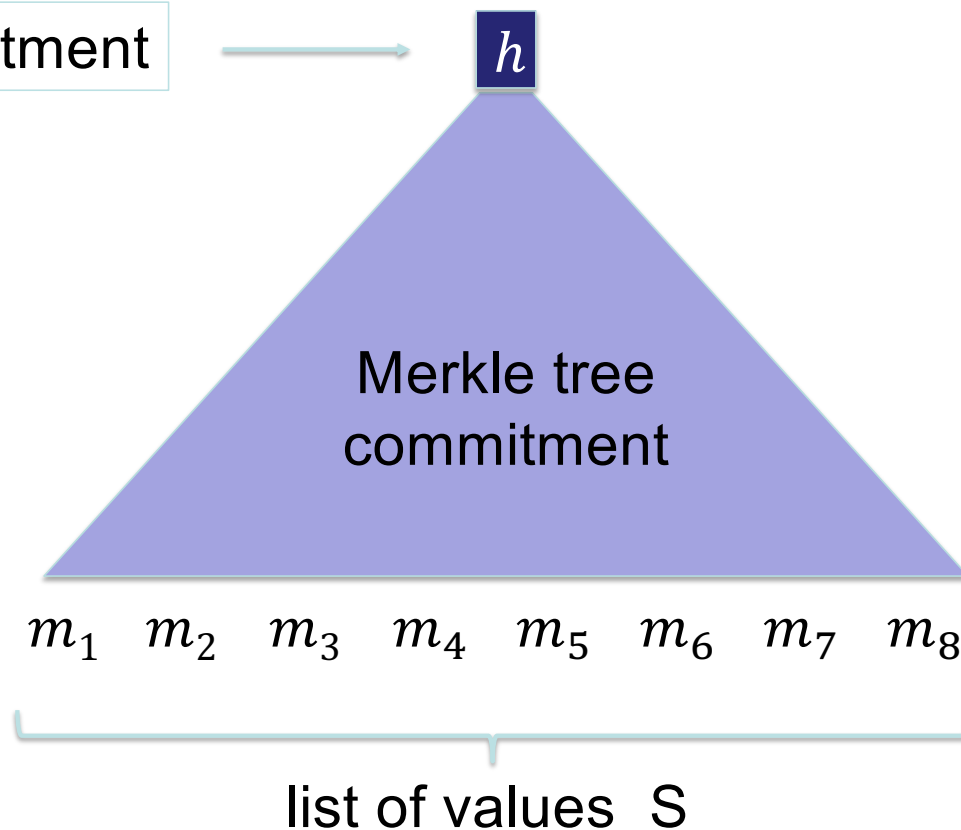 tment
h
Merkle tree
commitment
m₁ m₂ m₃ m₄ m₅ m₆ m₇ m₈
list of values S